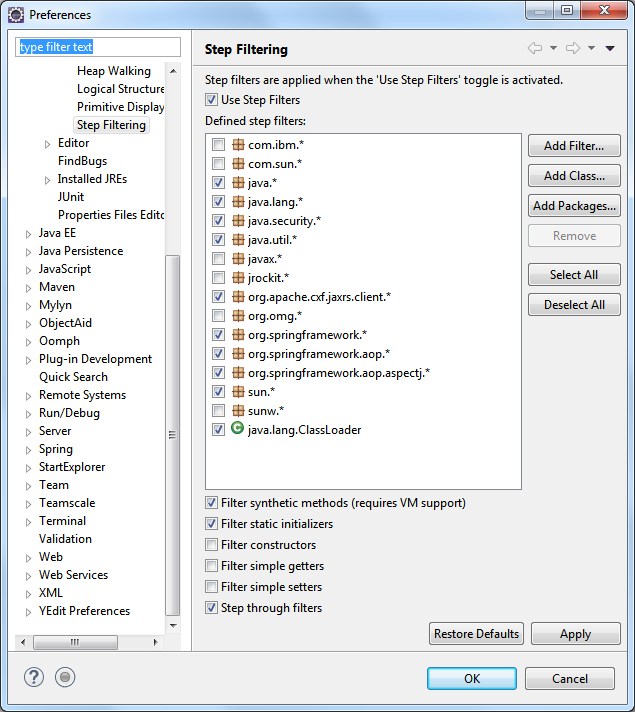 Preferences
type filter text
Heap Walking
Logical Structure
Primitive Display
Step Filtering
Editor
FindBugs
Installed JREs
JUnit
Properties Files Edito
Java EE
Java Persistence
JavaScript
Maven
Mylyn
ObjectAid
Oomph
Plug-in Development
Quick Search
Remote Systems
Run/Debug
Server
Spring
StartExplorer
Team
Teamscale
Terminal
Validation
Web
Web Services
XML
YEdit Preferences
Step Filtering
Step filters are applied when the 'Use Step Filters' toggle is activated.
Use Step Filters
Defined step filters:
com.ibm.*
com.sun.*
java.*
java.lang.*
java.security.*
java.util.*
javax.*
jrockit.*
org.apache.cxf.jaxrs.client.*
org.omg.*
org.springframework.*
org.springframework.aop.*
org.springframework.aop.aspectj.*
sun.*
sunw.*
java.lang.ClassLoader
Add Filter...
Add Class...
Add Packages...
Remove
Select All
Deselect All
Filter synthetic methods (requires VM support)
Filter static initializers
Filter constructors
Filter simple getters
Filter simple setters
Step through filters
Restore Defaults
Apply
OK
Cancel